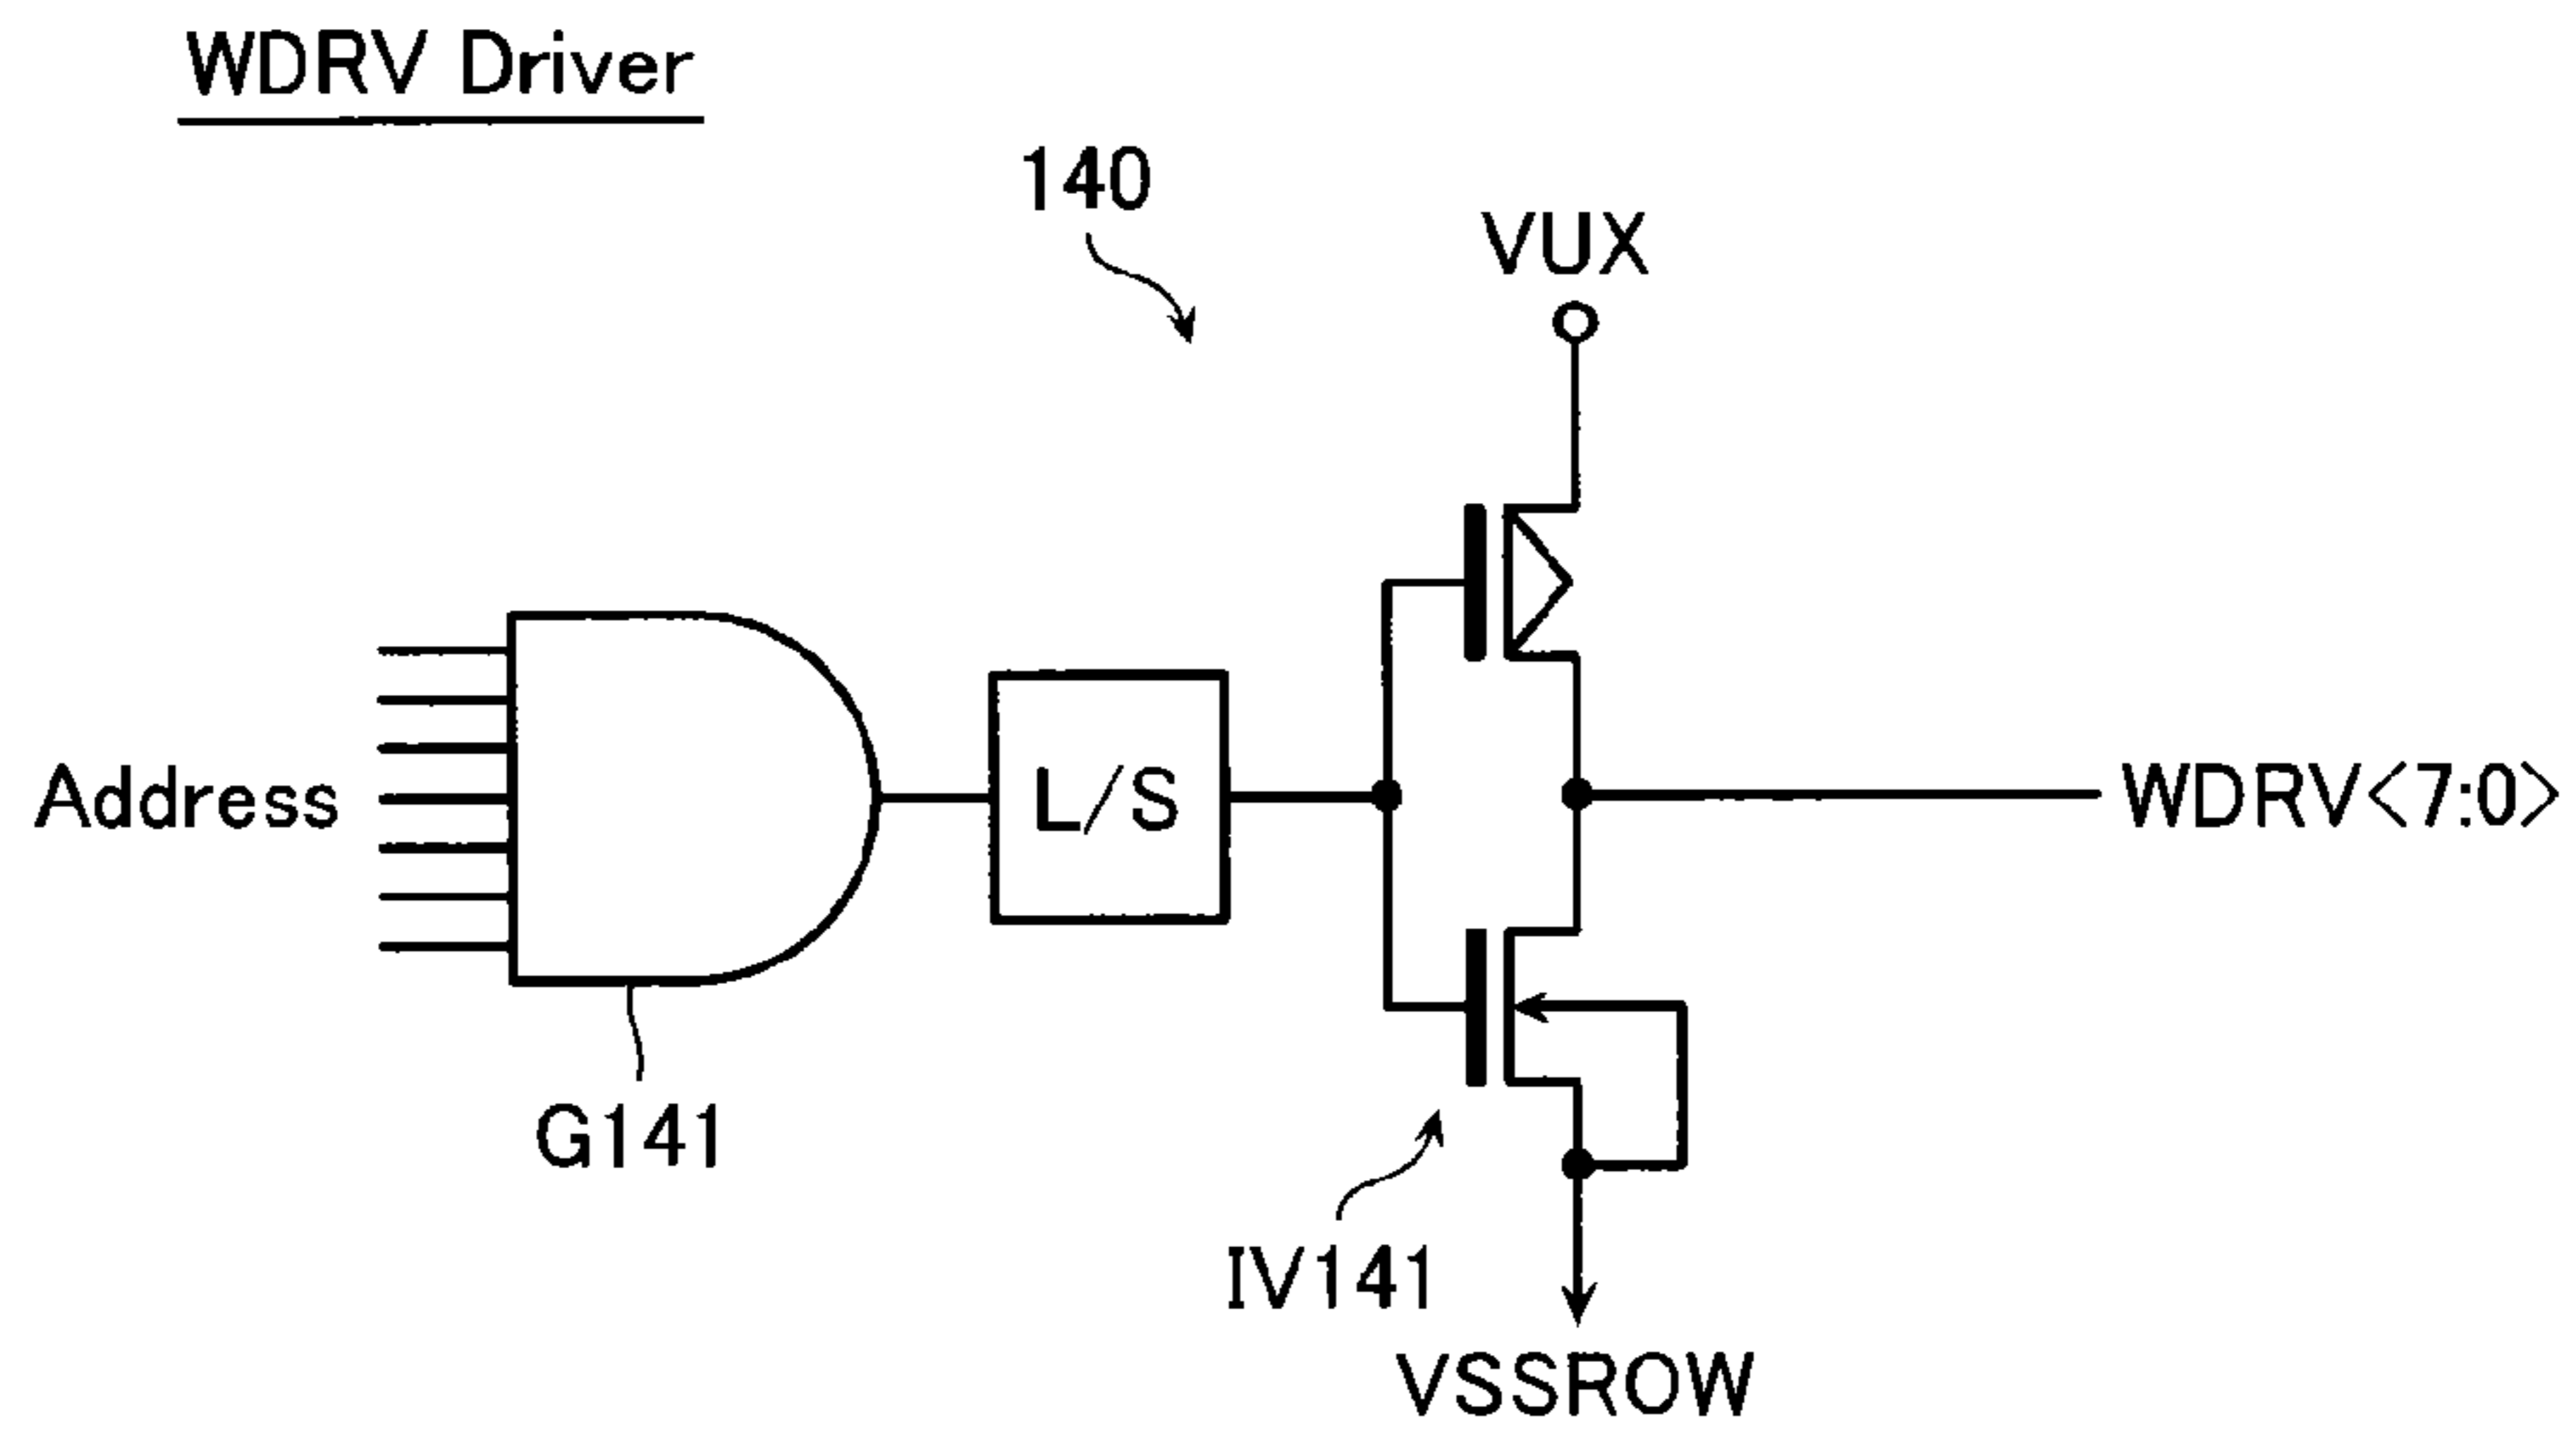 WDRV Driver
140
VUX
Address
L/S
WDRV<7:0>
G141
IV141
VSSROW